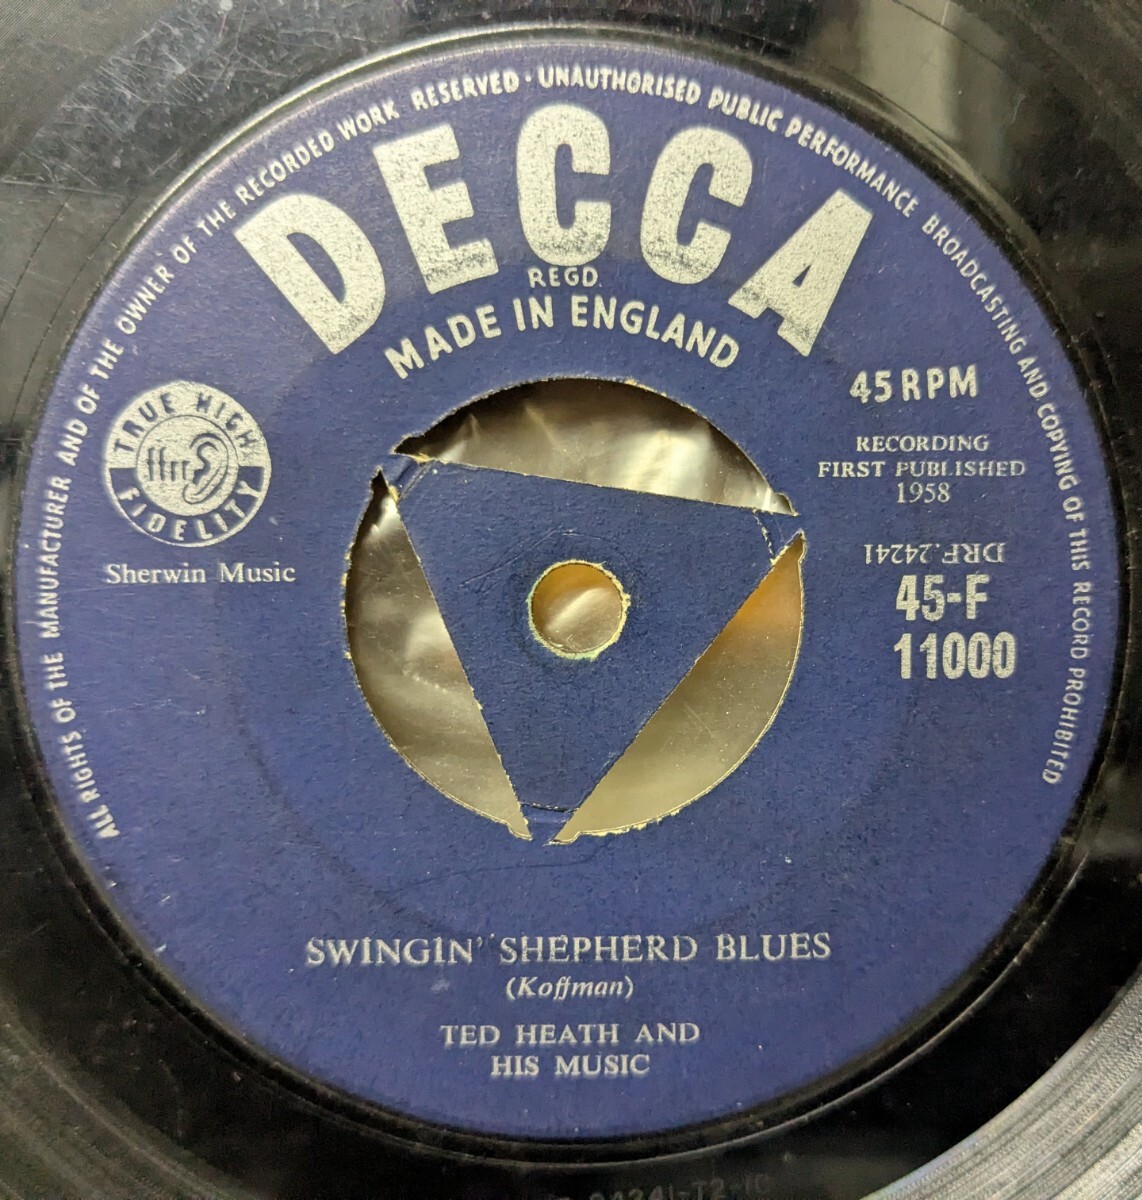 ALL RIGHTS OF THE MANUFACTURER AND OF THE OWNER OF THE RECORDED WORK RESERVED · UNAUTHORISED PUBLIC PERFORMANCE BROADCASTING AND COPYING OF THIS RECORD PROHIBITED
DECCA
REGD.
MADE IN ENGLAND
45 RPM
TRUE HIGH
FIDELITY
Sherwin Music
RECORDING
FIRST PUBLISHED
1958
DRF.24241
45-F
11000
SWINGIN' SHEPHERD BLUES
(Koffman)
TED HEATH AND
HIS MUSIC